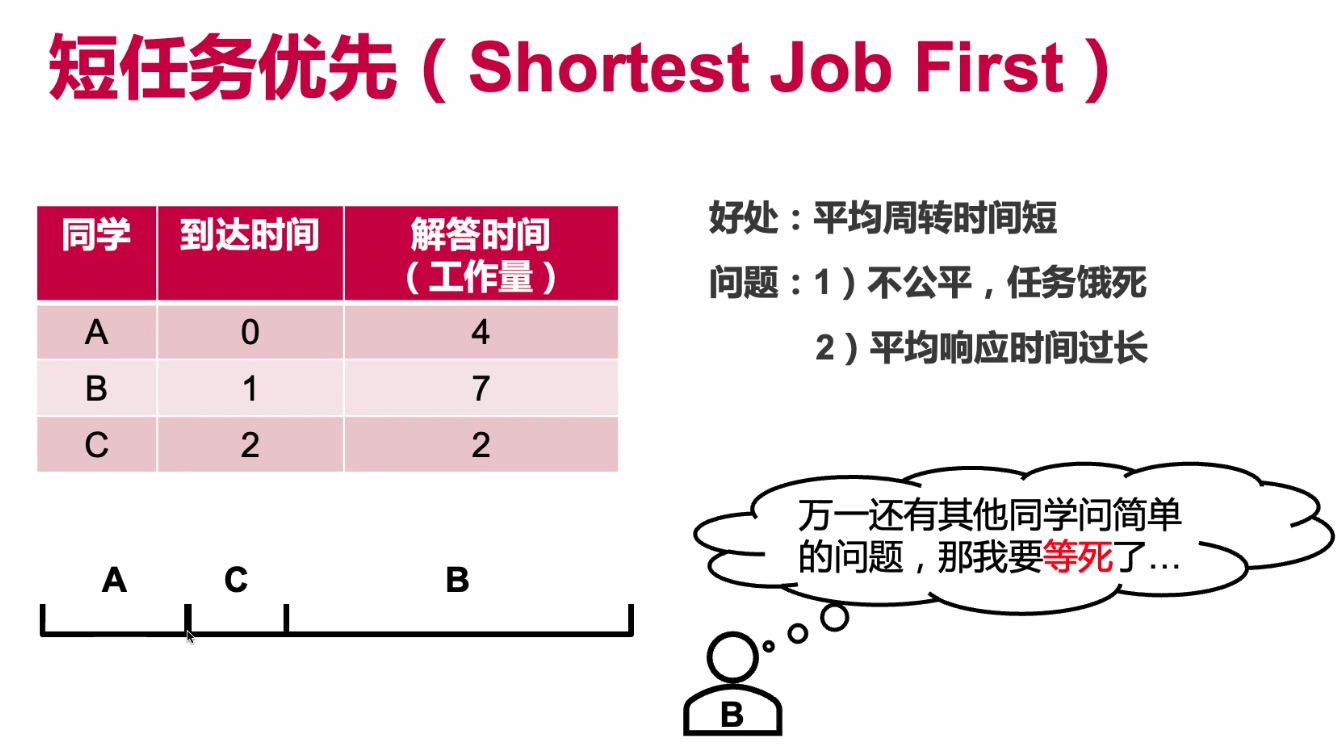 短任务优先（Shortest Job First）
同学 到达时间 解答时间
（工作量）
A 0 4
B 1 7
C 2 2
好处：平均周转时间短
问题：1）不公平，任务饿死
2）平均响应时间过长
A C B
万一还有其他同学问简单
的问题，那我要等死了...
B